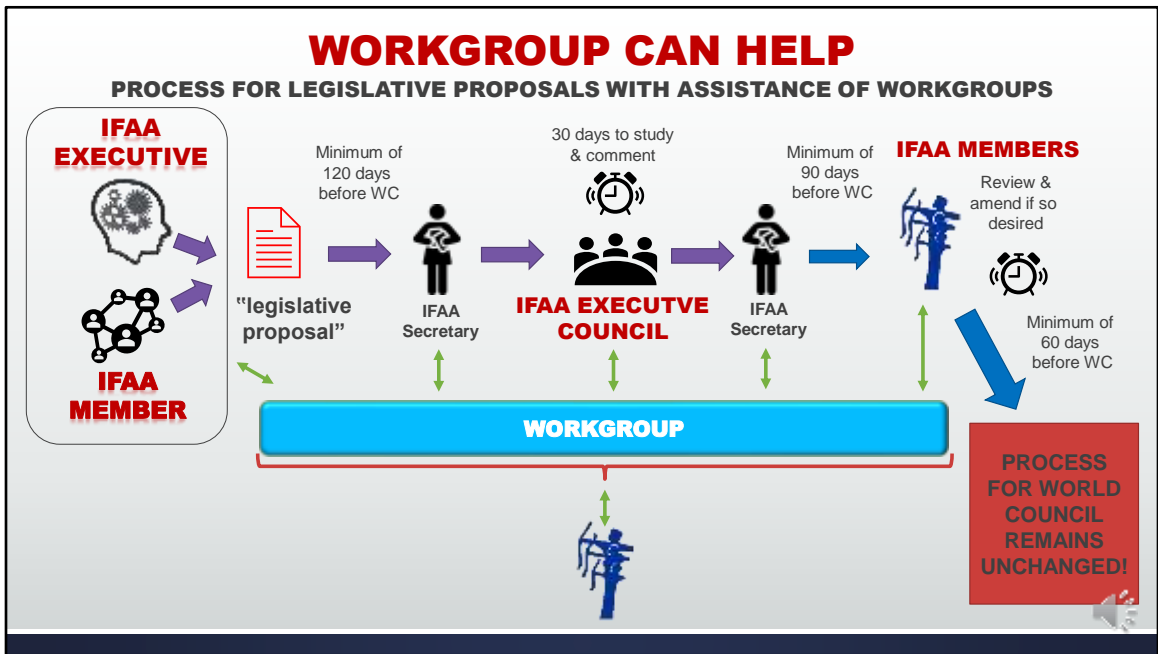 WORKGROUP CAN HELP
PROCESS FOR LEGISLATIVE PROPOSALS WITH ASSISTANCE OF WORKGROUPS
IFAA
EXECUTIVE
IFAA
MEMBER
"legislative
proposal"
Minimum of
120 days
before WC
IFAA
Secretary
30 days to study
& comment
IFAA EXECUTVE
COUNCIL
Minimum of
90 days
before WC
IFAA
Secretary
IFAA MEMBERS
Review &
amend if so
desired
Minimum of
60 days
before WC
WORKGROUP
PROCESS
FOR WORLD
COUNCIL
REMAINS
UNCHANGED!